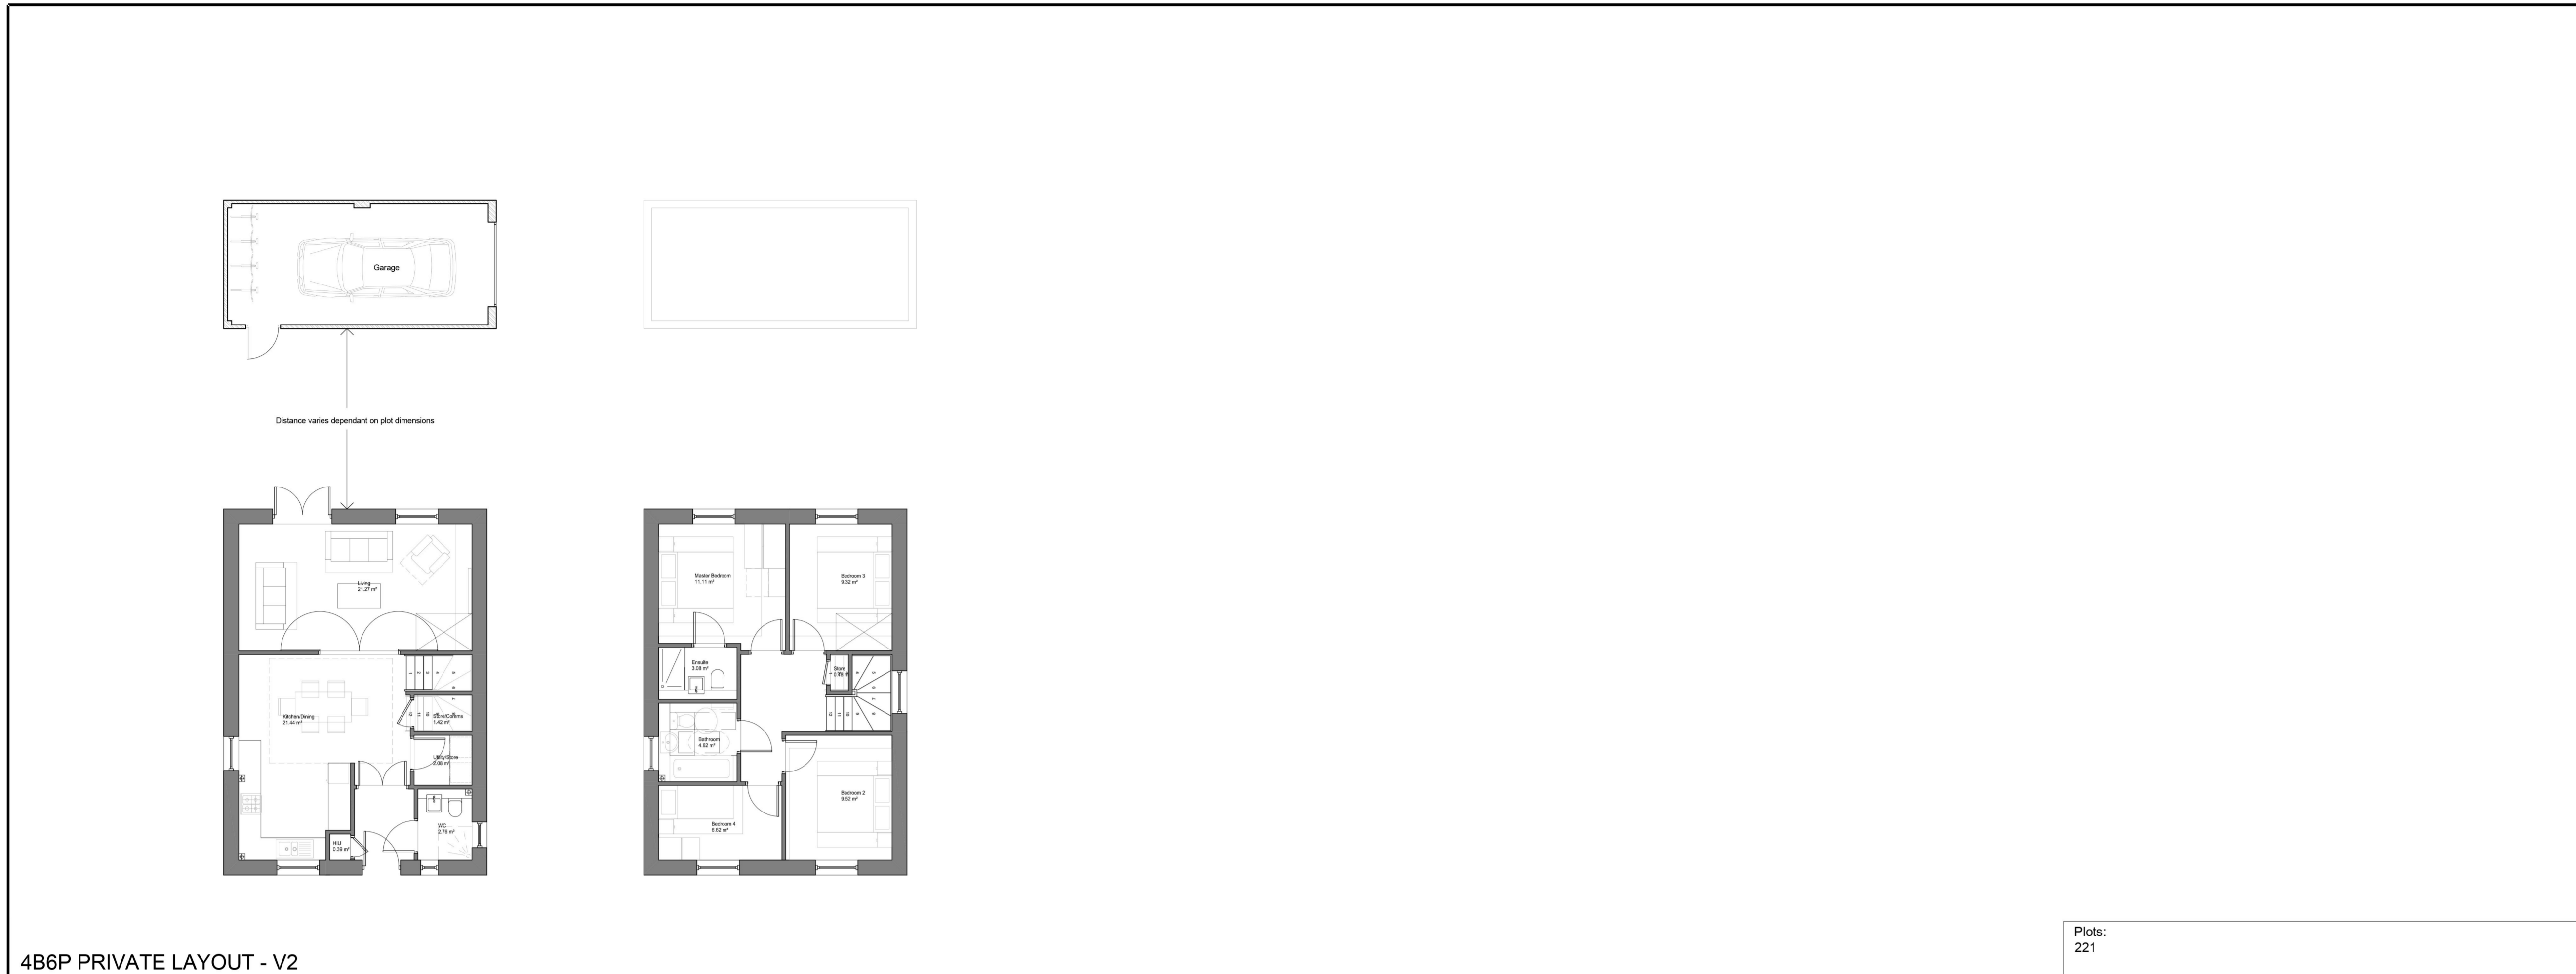 Garage
Distance varies dependant on plot dimensions
Living
21.27 m²
Kitchen/Dining
21.44 m²
Store/Comms
1.42 m²
Utility/Store
2.08 m²
WC
2.76 m²
HIU
0.39 m²
Master Bedroom
11.11 m²
Bedroom 3
9.32 m²
Ensuite
3.08 m²
Store
Bathroom
4.62 m²
Bedroom 2
9.52 m²
Bedroom 4
6.62 m²
Plots:
221
4B6P PRIVATE LAYOUT - V2